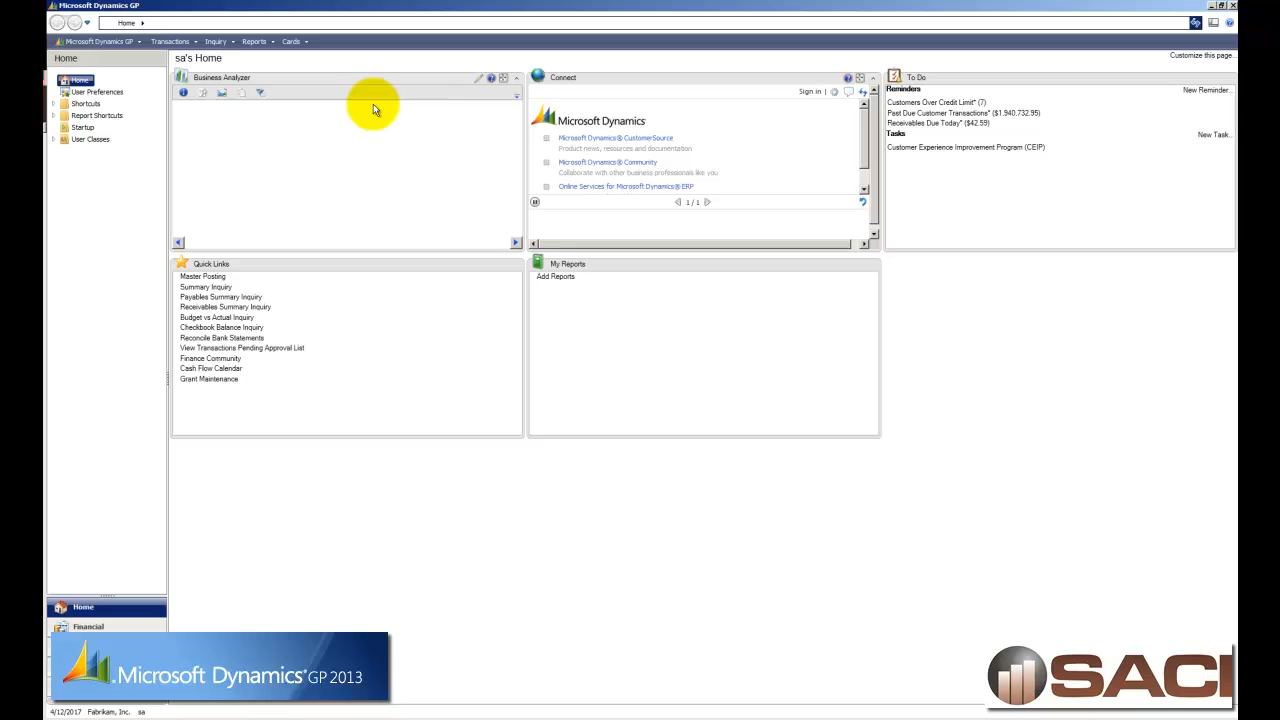 Microsoft Dynamics GP
Home
Microsoft Dynamics GP Transactions Inquiry Reports Cards
Home
sa's Home
Customize this page...
Home
User Preferences
Shortcuts
Report Shortcuts
Startup
User Classes
Business Analyzer
Connect
Sign in
Microsoft Dynamics®
Microsoft Dynamics® CustomerSource
Product news, resources and documentation
Microsoft Dynamics® Community
Collaborate with other business professionals like you
Online Services for Microsoft Dynamics® ERP
1 / 1
To Do
Reminders
New Reminder...
Customers Over Credit Limit* (7)
Past Due Customer Transactions* ($1,940,732.95)
Receivables Due Today* ($42.59)
Tasks
New Task...
Customer Experience Improvement Program (CEIP)
Quick Links
Master Posting
Summary Inquiry
Payables Summary Inquiry
Receivables Summary Inquiry
Budget vs Actual Inquiry
Checkbook Balance Inquiry
Reconcile Bank Statements
View Transactions Pending Approval List
Finance Community
Cash Flow Calendar
Grant Maintenance
My Reports
Add Reports
Home
Financial
Microsoft Dynamics® GP 2013
SACI
4/12/2017 Fabrikam, Inc. sa